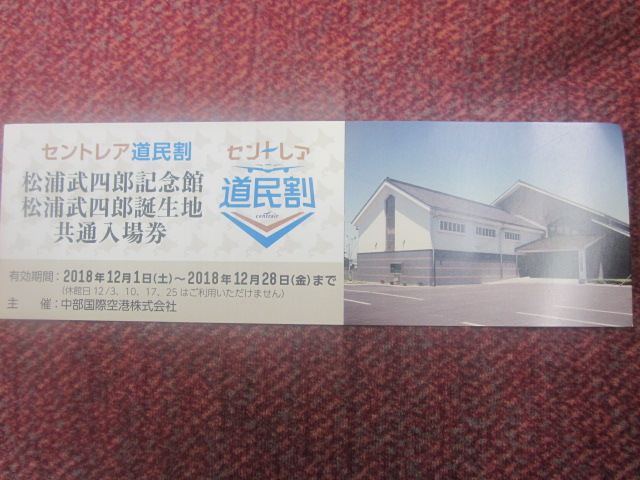 セントレア道民割
松浦武四郎記念館
松浦武四郎誕生地
共通入場券
セントレア
道民割
centrair
有効期間：2018年12月1日(土)～2018年12月28日(金)まで
（休館日 12/3、10、17、25 はご利用いただけません）
主　催：中部国際空港株式会社